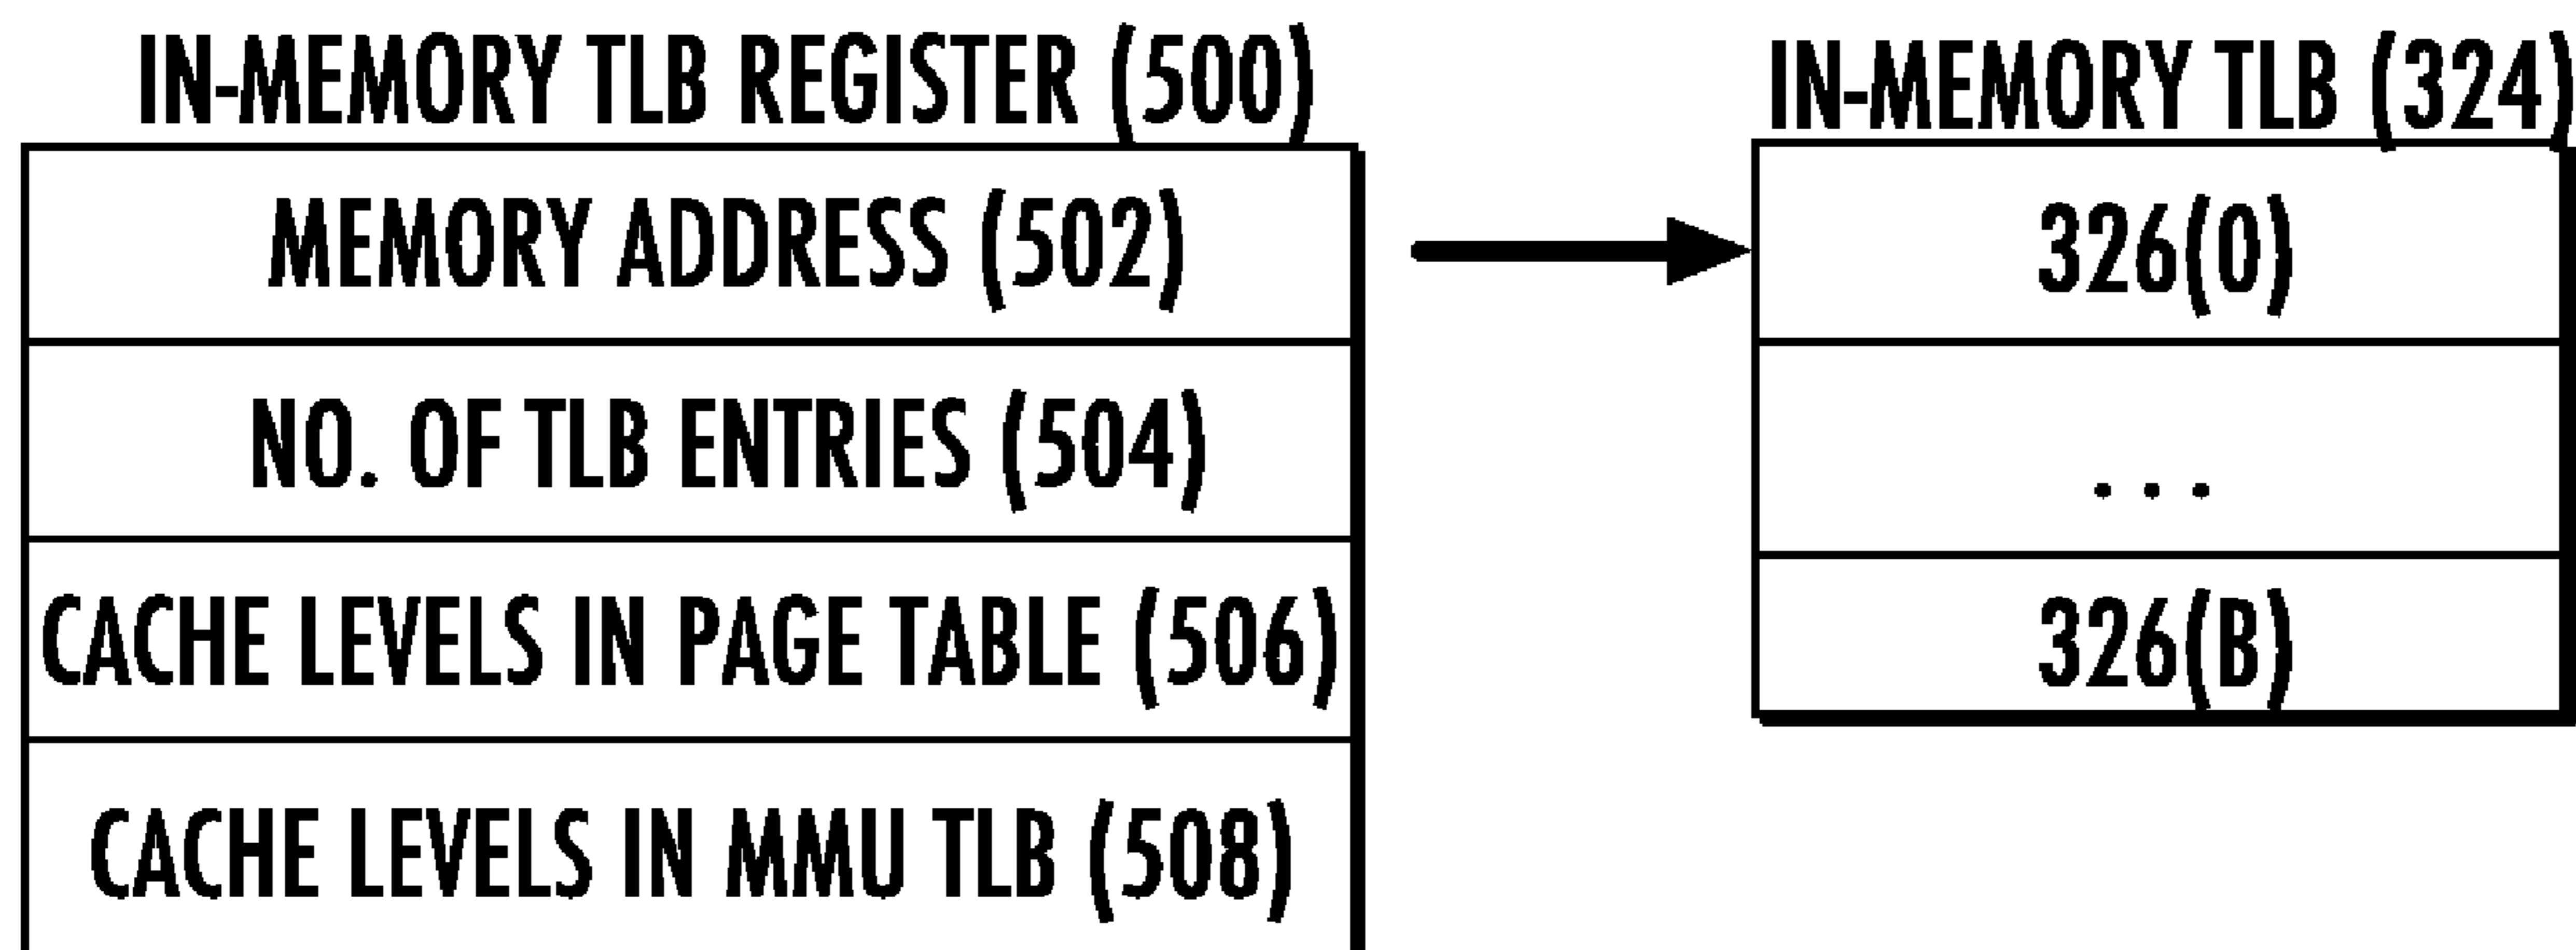 IN-MEMORY TLB REGISTER (500)
MEMORY ADDRESS (502)
NO. OF TLB ENTRIES (504)
CACHE LEVELS IN PAGE TABLE (506)
CACHE LEVELS IN MMU TLB (508)
IN-MEMORY TLB (324)
326(0)
. . .
326(B)